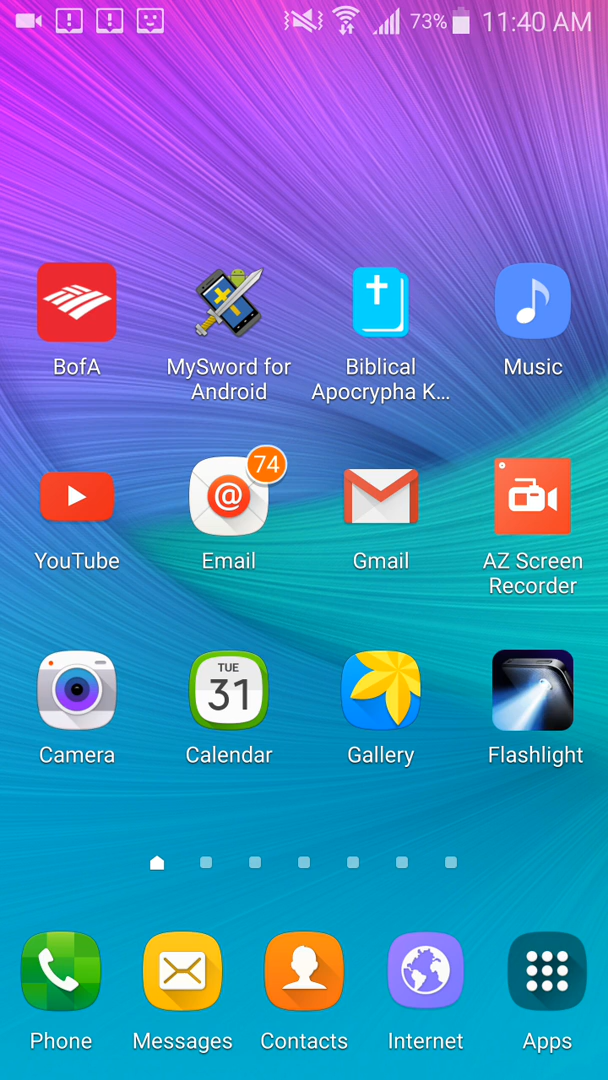 73% 11:40 AM
BofA
MySword for Android
Biblical Apocrypha K...
Music
YouTube
74
@
Email
Gmail
AZ Screen Recorder
Camera
TUE
31
Calendar
Gallery
Flashlight
Phone
Messages
Contacts
Internet
Apps